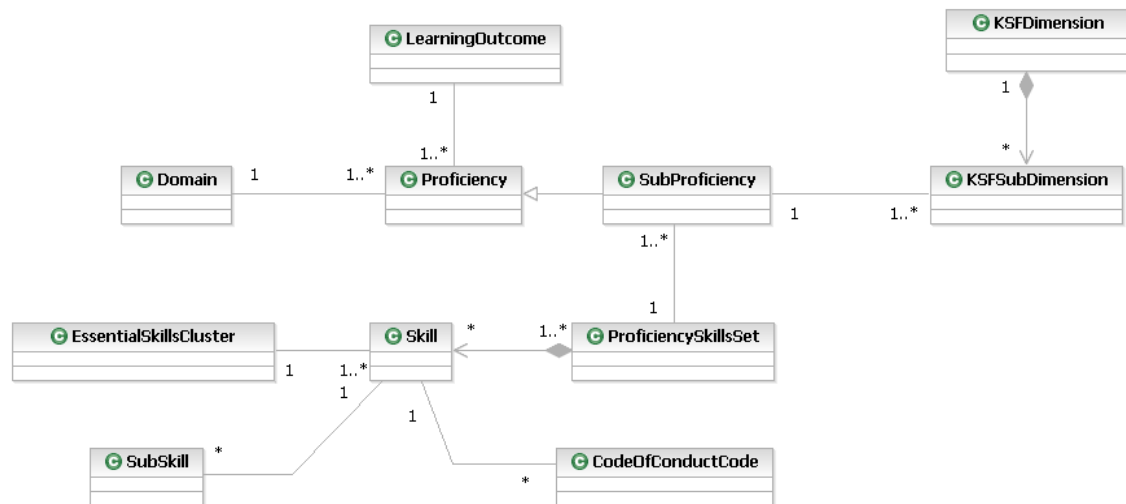 C KSFDimension
C LearningOutcome
1
1
1..*
*
C Domain
1
1..*
C Proficiency
C SubProficiency
C KSFSubDimension
1..*
1
1..*
1
C EssentialSkillsCluster
C Skill
*
1..*
C ProficiencySkillsSet
1
1..*
1
1
*
*
C SubSkill
C CodeOfConductCode